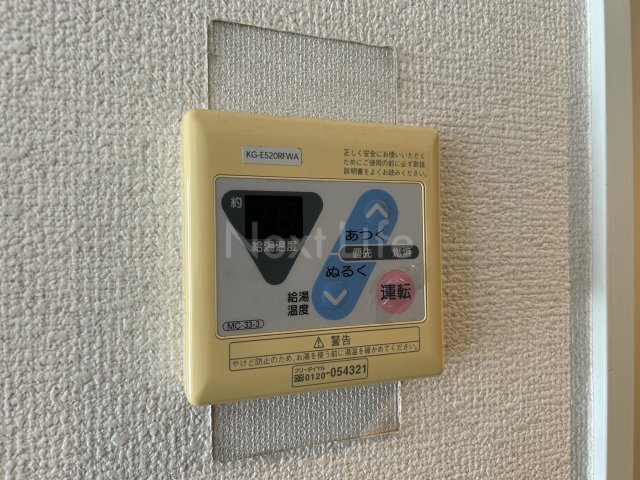 KG-E520RFWA
正しく安全にお使いいただく
ためにご使用の前に必ず取扱
説明書をよくお読みください。
約
給湯温度
あつく
優先 燃焼
ぬるく
給湯
温度
運転
MC-33-3
⚠ 警告
やけど防止のため、お湯を使う前に湯温を確かめてください。
フリーダイヤル
0120-054321
Next Life